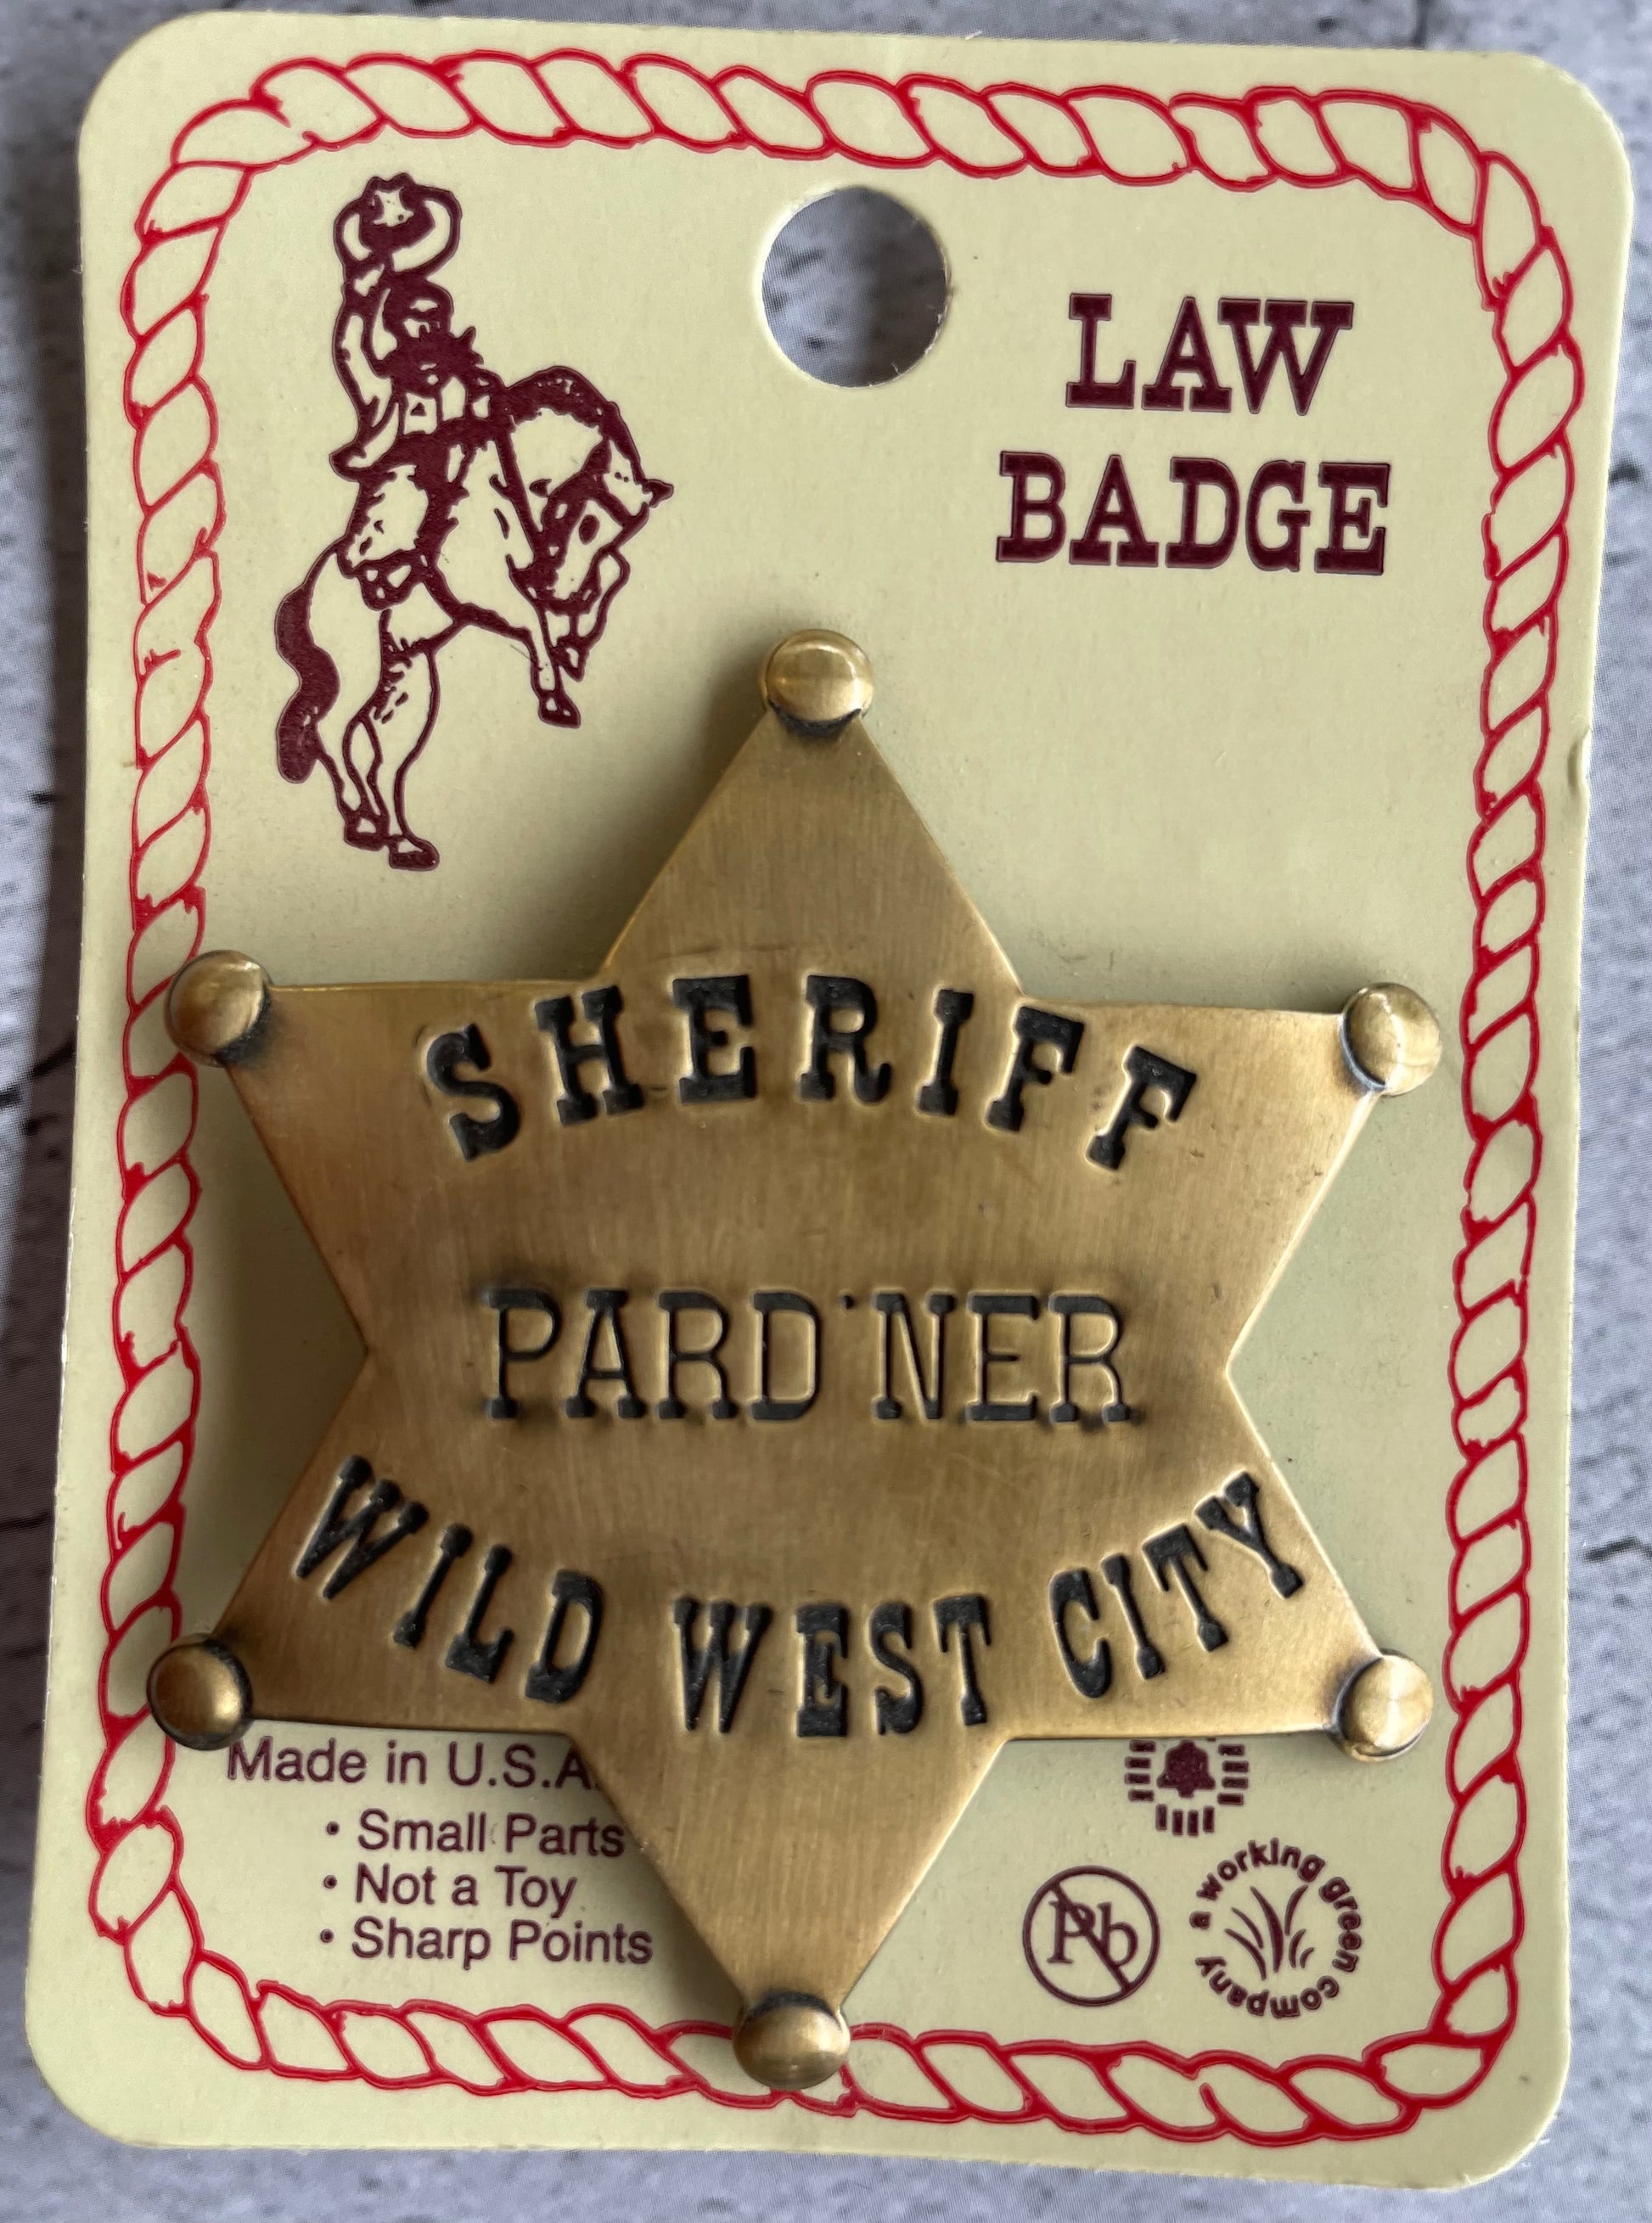 LAW
BADGE
SHERIFF
PARD'NER
WILD WEST CITY
Made in U.S.A.
• Small Parts
• Not a Toy
• Sharp Points
Pb
a working green company